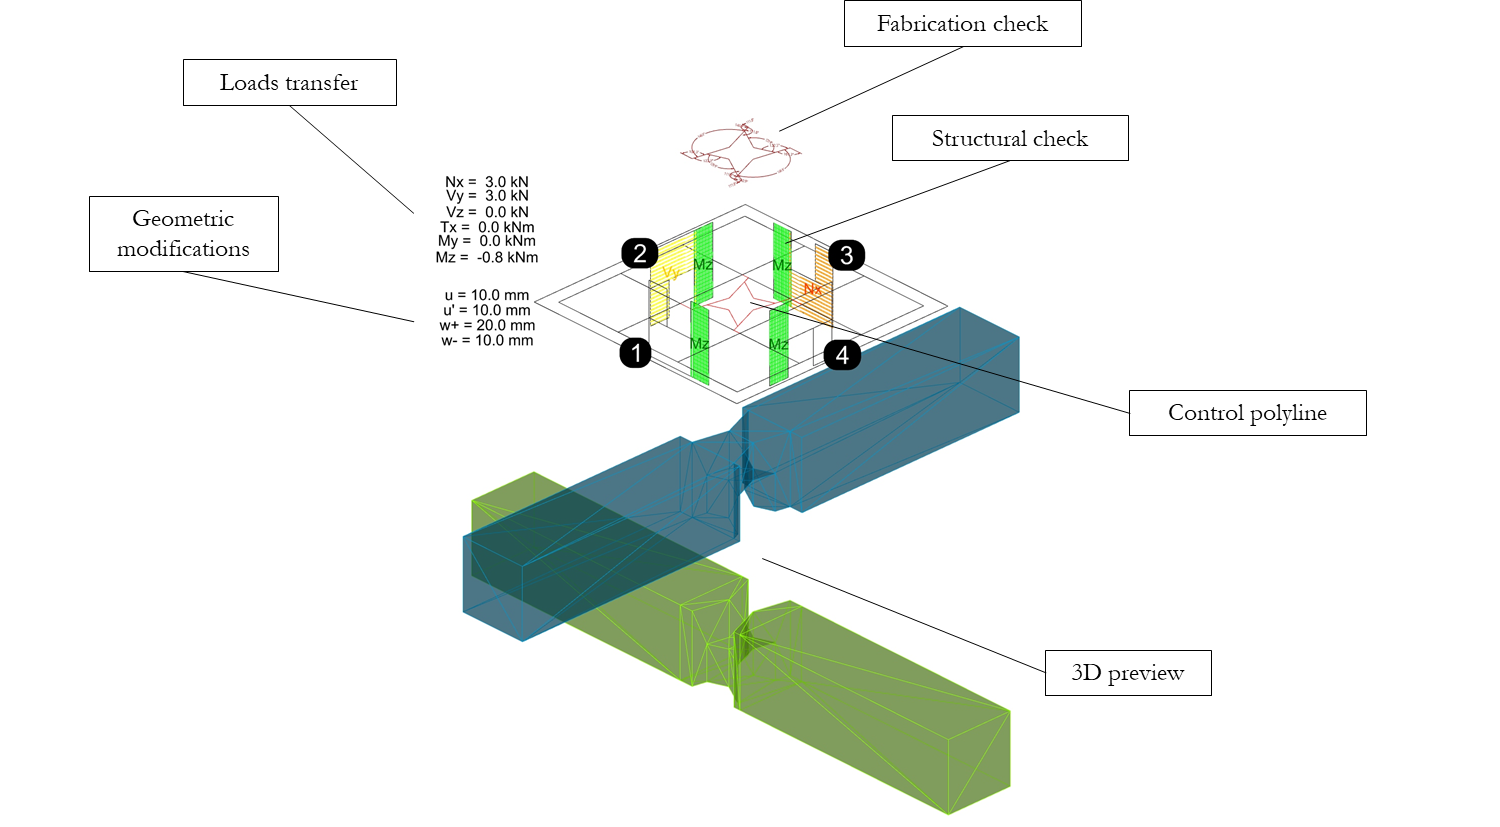 Fabrication check
Loads transfer
Structural check
Nx = 3.0 kN
Vy = 3.0 kN
Vz = 0.0 kN
Tx = 0.0 kNm
My = 0.0 kNm
Mz = -0.8 kNm
Geometric
modifications
2
3
Mz
Mz
Vy
Nx
u = 10.0 mm
u' = 10.0 mm
w+ = 20.0 mm
w- = 10.0 mm
Mz
Mz
1
4
Control polyline
3D preview